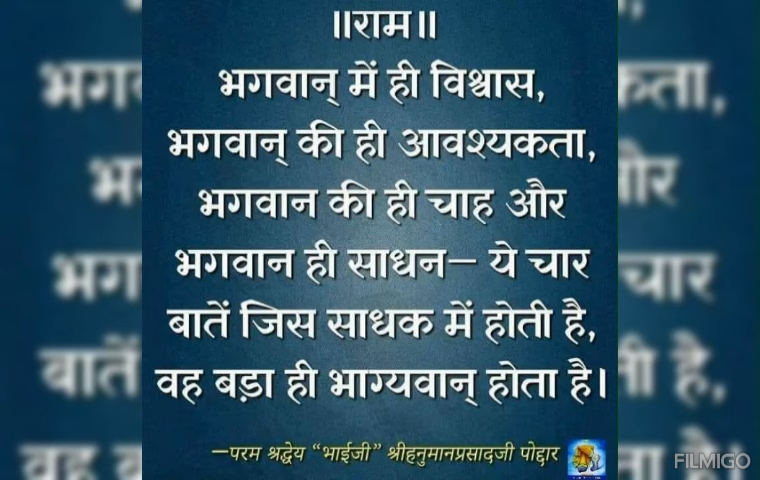 ॥राम॥
भगवान् में ही विश्वास,
भगवान् की ही आवश्यकता,
भगवान की ही चाह और
भगवान ही साधन– ये चार
बातें जिस साधक में होती है,
वह बड़ा ही भाग्यवान् होता है।
–परम श्रद्धेय “भाईजी” श्रीहनुमानप्रसादजी पोद्दार
FILMIGO